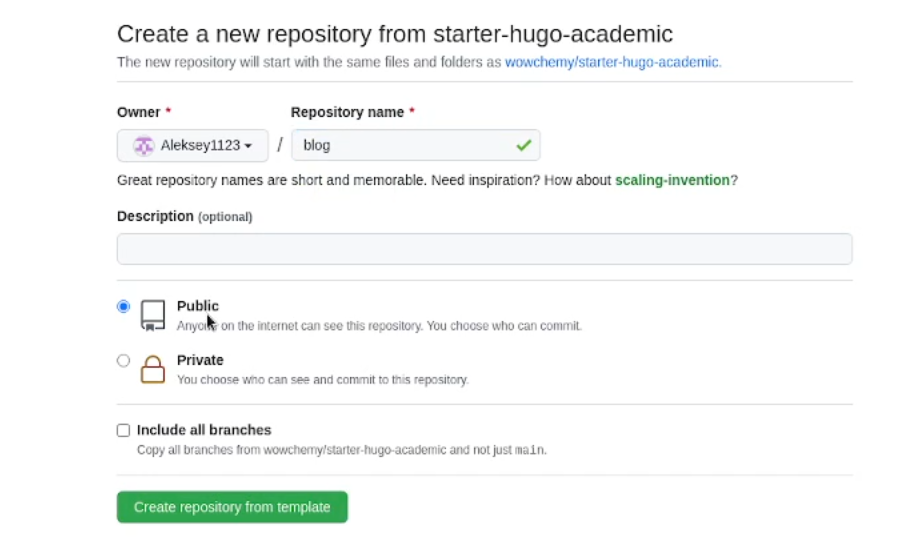 Create a new repository from starter-hugo-academic
The new repository will start with the same files and folders as wowchemy/starter-hugo-academic.
Owner * Repository name *
Aleksey1123 / blog
Great repository names are short and memorable. Need inspiration? How about scaling-invention?
Description (optional)
Public
Anyone on the internet can see this repository. You choose who can commit.
Private
You choose who can see and commit to this repository.
Include all branches
Copy all branches from wowchemy/starter-hugo-academic and not just main.
Create repository from template